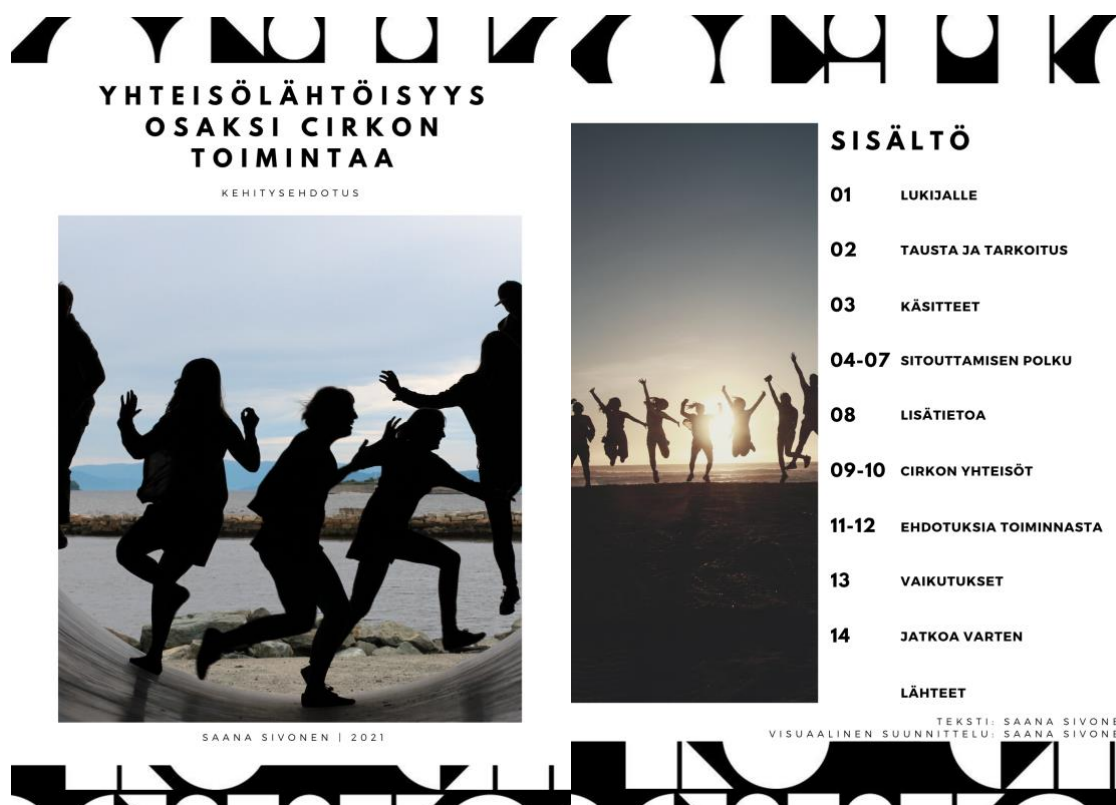 YHTEISÖLÄHTÖISYYS
OSAKSI CIRKON
TOIMINTAA
KEHITYSEHDOTUS
SAANA SIVONEN | 2021
SISÄLTÖ
01 LUKIJALLE
02 TAUSTA JA TARKOITUS
03 KÄSITTEET
04-07 SITOUTTAMISEN POLKU
08 LISÄTIETOA
09-10 CIRKON YHTEISÖT
11-12 EHDOTUKSIA TOIMINNASTA
13 VAIKUTUKSET
14 JATKOA VARTEN
LÄHTEET
TEKSTI: SAANA SIVONE
VISUAALINEN SUUNNITTELU: SAANA SIVONE